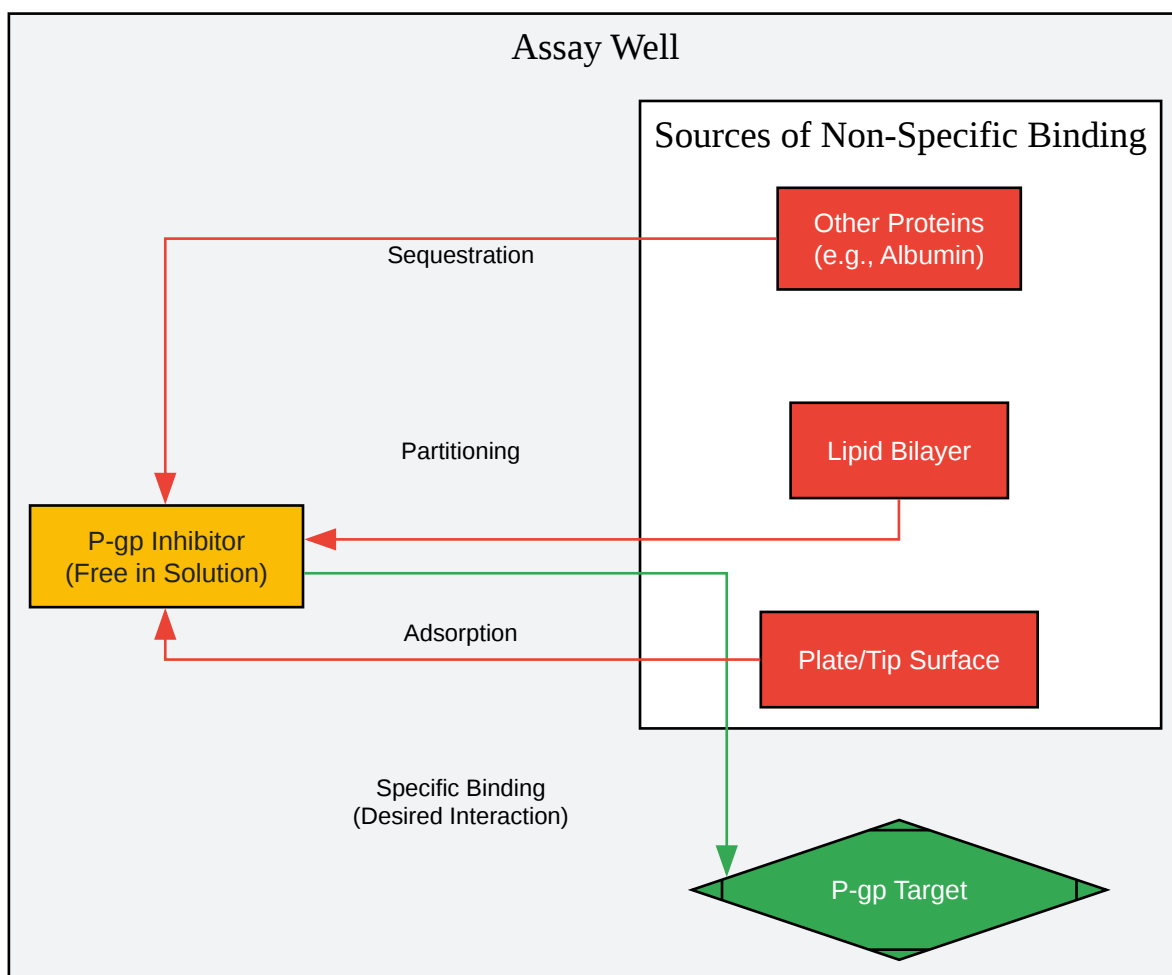 Assay Well
Sources of Non-Specific Binding
Other Proteins
(e.g., Albumin)
Sequestration
Partitioning
Lipid Bilayer
P-gp Inhibitor
(Free in Solution)
Adsorption
Plate/Tip Surface
Specific Binding
(Desired Interaction)
P-gp Target